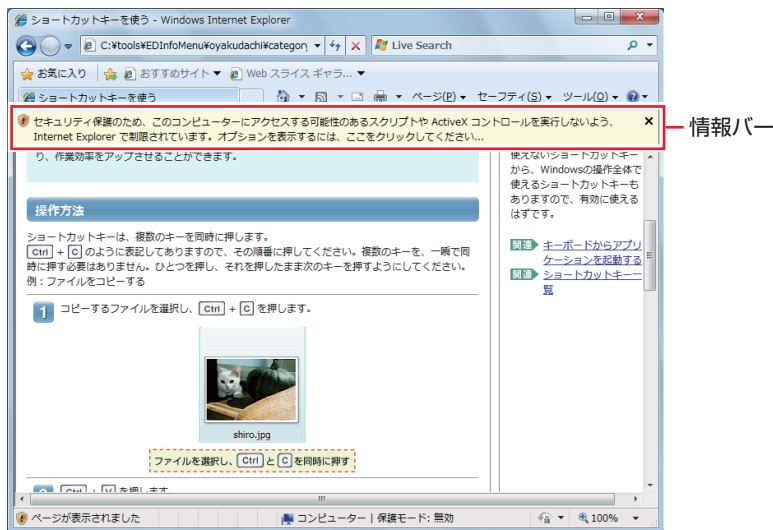 ショートカットキーを使う - Windows Internet Explorer
C:¥tools¥EDInfoMenu¥oyakudachi¥categor
Live Search
お気に入り おすすめサイト ▼ Web スライス ギャラ... ▼
ショートカットキーを使う
ページ(P) セーフティ(S) ツール(O)
セキュリティ保護のため、このコンピューターにアクセスする可能性のあるスクリプトや ActiveX コントロールを実行しないよう、
Internet Explorer で制限されています。オプションを表示するには、ここをクリックしてください...
情報バー
り、作業効率をアップさせることができます。
操作方法
ショートカットキーは、複数のキーを同時に押します。
Ctrl + C のように表記してありますので、その順番に押してください。複数のキーを、一瞬で同
時に押す必要はありません。ひとつを押し、それを押したまま次のキーを押すようにしてください。
例：ファイルをコピーする
1 コピーするファイルを選択し、 Ctrl + C を押します。
shiro.jpg
ファイルを選択し、 Ctrl と C を同時に押す
2 Ctrl + V を押します
使えないショートカットキー
から、Windowsの操作全体で
使えるショートカットキーも
ありますので、有効に使える
はずです。
関連 キーボードからアプリ
ケーションを起動する
関連 ショートカットキー一
覧
ページが表示されました
コンピューター | 保護モード: 無効
100%